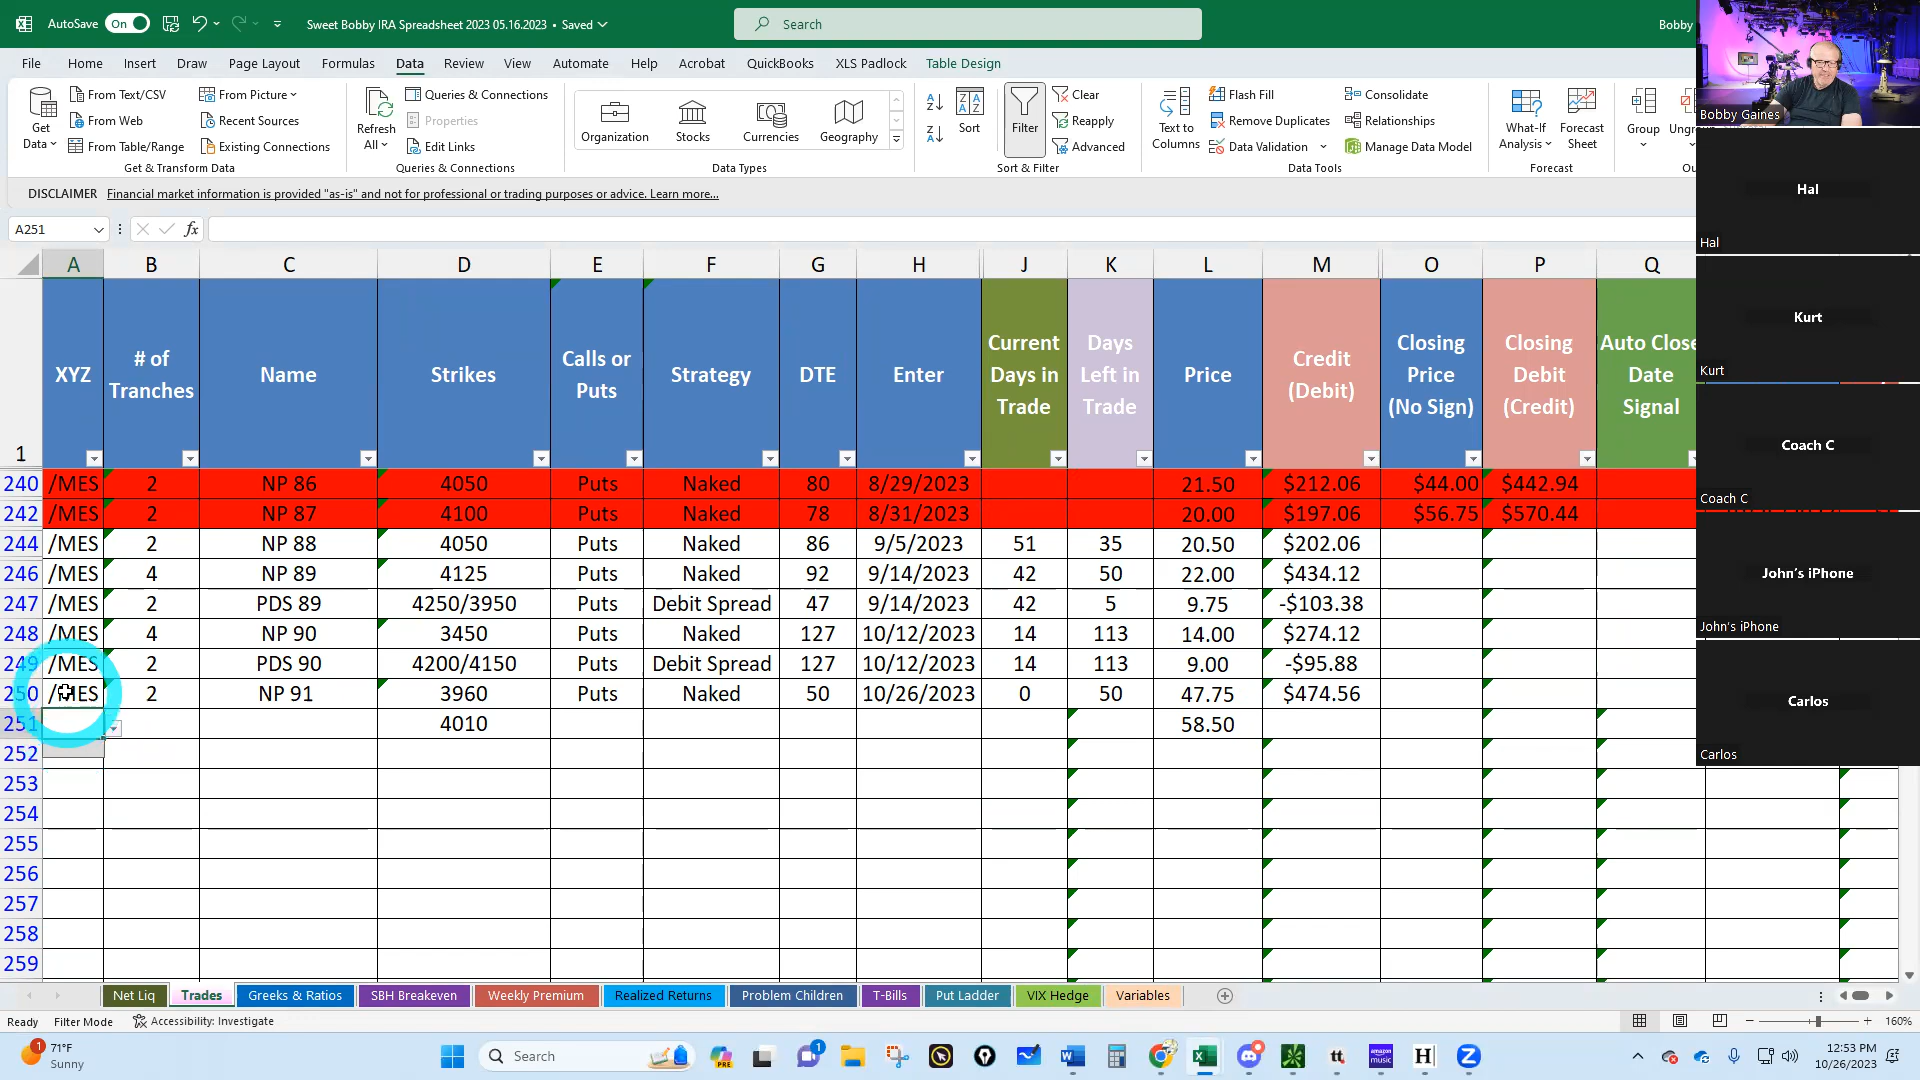 AutoSave On Sweet Bobby IRA Spreadsheet 2023 05.16.2023 • Saved Search Bobby
File Home Insert Draw Page Layout Formulas Data Review View Automate Help Acrobat QuickBooks XLS Padlock Table Design
Get Data From Text/CSV From Picture
From Web Recent Sources
From Table/Range Existing Connections
Get & Transform Data
Refresh All Queries & Connections
Properties
Edit Links
Queries & Connections
Organization Stocks Currencies Geography
Data Types
Sort Filter Clear
Reapply
Advanced
Sort & Filter
Text to Columns Flash Fill Consolidate
Remove Duplicates Relationships
Data Validation Manage Data Model
Data Tools
What-If Analysis Forecast Sheet
Forecast
Group
DISCLAIMER Financial market information is provided "as-is" and not for professional or trading purposes or advice. Learn more...
A251 fx
A B C D E F G H J K L M O P Q
1 XYZ # of Tranches Name Strikes Calls or Puts Strategy DTE Enter Current Days in Trade Days Left in Trade Price Credit (Debit) Closing Price (No Sign) Closing Debit (Credit) Auto Close Date Signal
240 /MES 2 NP 86 4050 Puts Naked 80 8/29/2023 21.50 $212.06 $44.00 $442.94
242 /MES 2 NP 87 4100 Puts Naked 78 8/31/2023 20.00 $197.06 $56.75 $570.44
244 /MES 2 NP 88 4050 Puts Naked 86 9/5/2023 51 35 20.50 $202.06
246 /MES 4 NP 89 4125 Puts Naked 92 9/14/2023 42 50 22.00 $434.12
247 /MES 2 PDS 89 4250/3950 Puts Debit Spread 47 9/14/2023 42 5 9.75 -$103.38
248 /MES 4 NP 90 3450 Puts Naked 127 10/12/2023 14 113 14.00 $274.12
249 /MES 2 PDS 90 4200/4150 Puts Debit Spread 127 10/12/2023 14 113 9.00 -$95.88
250 /MES 2 NP 91 3960 Puts Naked 50 10/26/2023 0 50 47.75 $474.56
251 4010 58.50
252
253
254
255
256
257
258
259
Net Liq Trades Greeks & Ratios SBH Breakeven Weekly Premium Realized Returns Problem Children T-Bills Put Ladder VIX Hedge Variables
Ready Filter Mode Accessibility: Investigate 160%
1 71°F
Sunny
Search PRE 1 tt amazon music H Z
12:53 PM
10/26/2023
Bobby Gaines
Hal
Hal
Kurt
Kurt
Coach C
Coach C
John's iPhone
John's iPhone
Carlos
Carlos